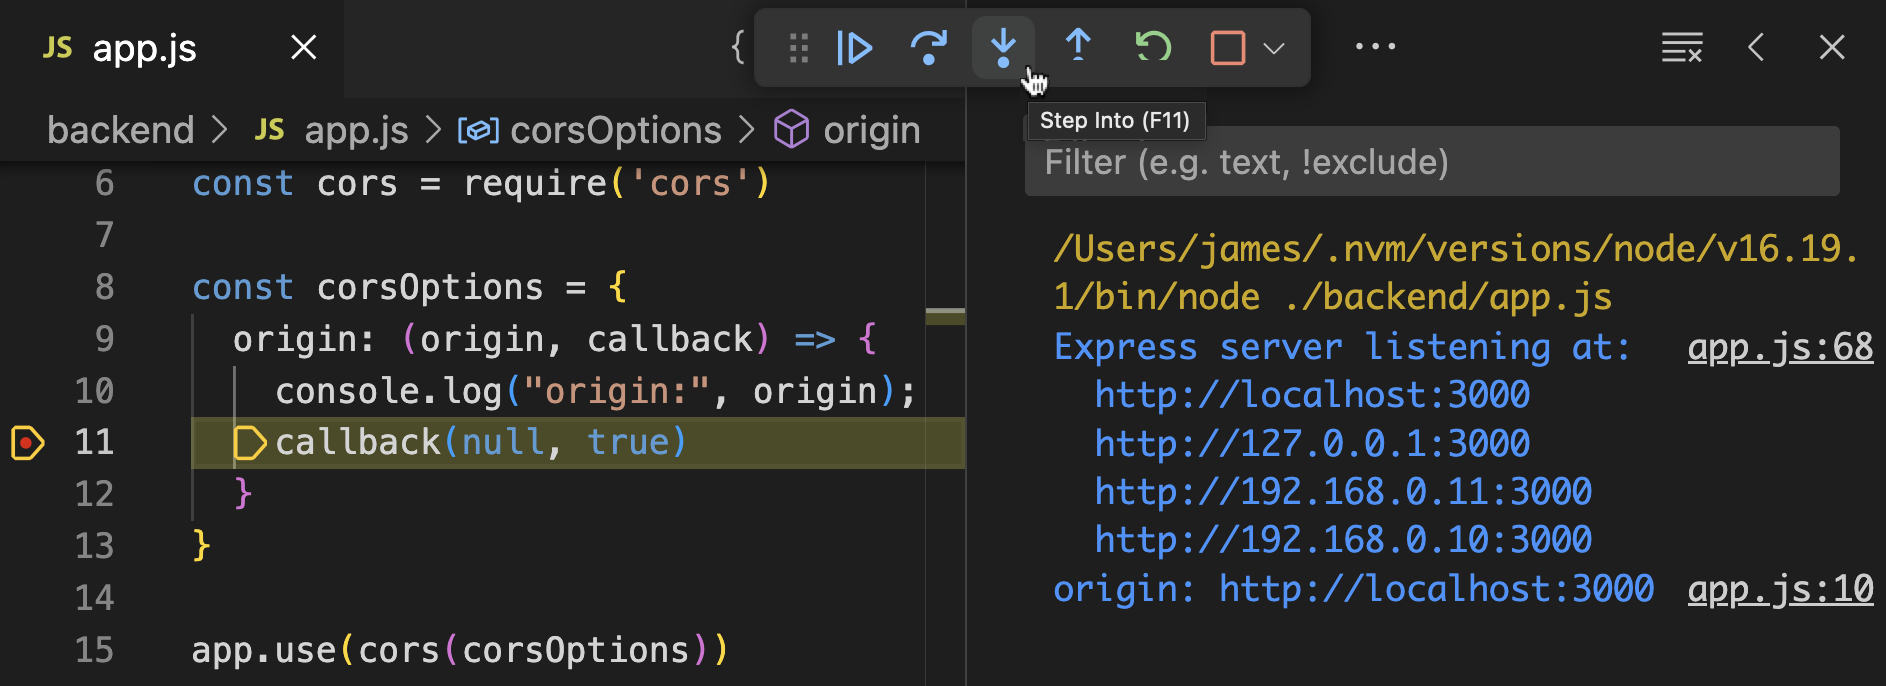 JS app.js
{
backend > JS app.js > corsOptions > origin
Step Into (F11)
Filter (e.g. text, !exclude)
6 const cors = require('cors')
7
8 const corsOptions = {
9 origin: (origin, callback) => {
10 console.log("origin:", origin);
11 callback(null, true)
12 }
13 }
14
15 app.use(cors(corsOptions))
/Users/james/.nvm/versions/node/v16.19.
1/bin/node ./backend/app.js
Express server listening at: app.js:68
http://localhost:3000
http://127.0.0.1:3000
http://192.168.0.11:3000
http://192.168.0.10:3000
origin: http://localhost:3000 app.js:10